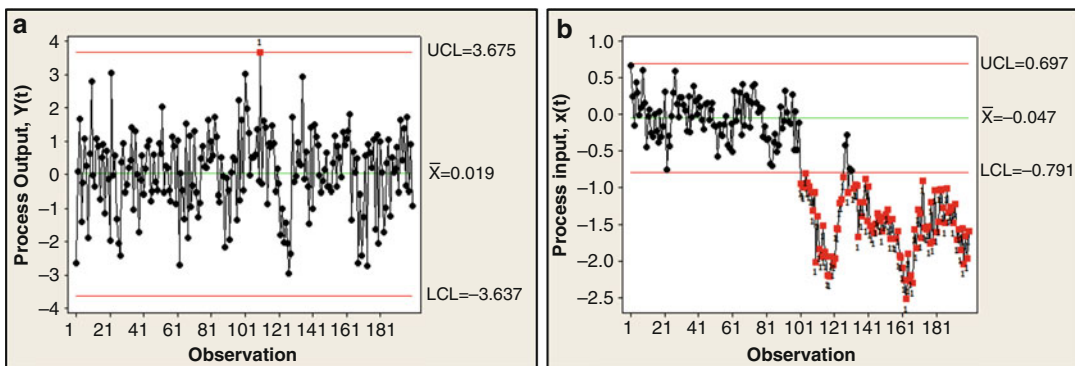 a
Process Output, Y(t)
4
3
2
1
0
–1
–2
–3
–4
1
UCL=3.675
X̅=0.019
LCL=–3.637
1 21 41 61 81 101 121 141 161 181
Observation
b
Process input, x(t)
1.0
0.5
0.0
–0.5
–1.0
–1.5
–2.0
–2.5
UCL=0.697
X̅=–0.047
LCL=–0.791
1 21 41 61 81 101 121 141 161 181
Observation